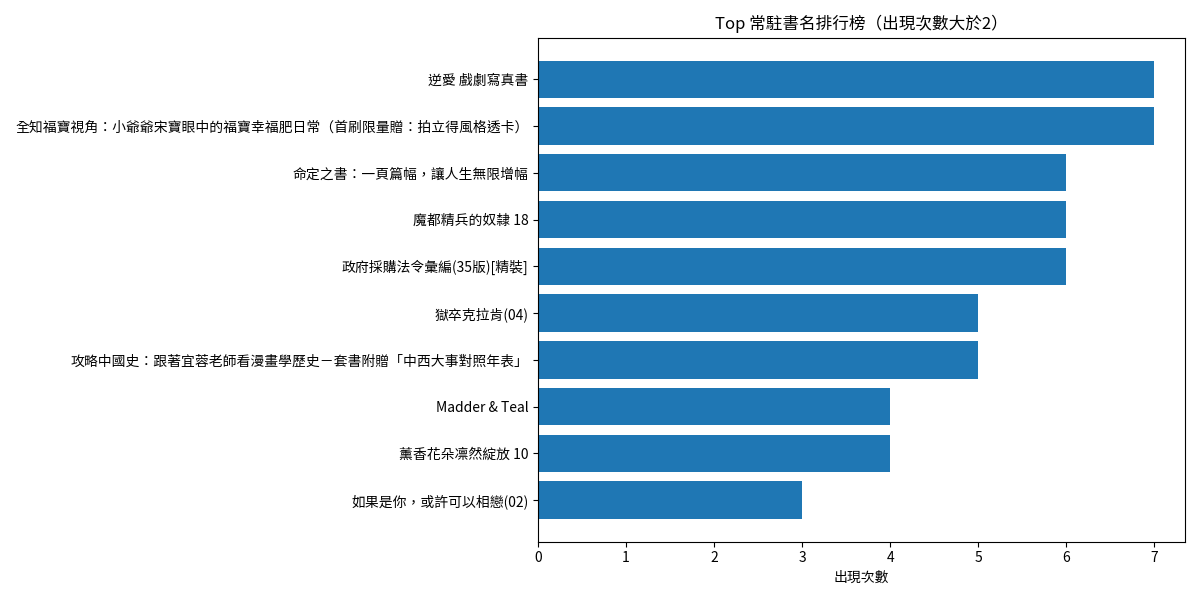 Top 常駐書名排行榜（出現次數大於2）
逆愛 戲劇寫真書
全知福寶視角：小爺爺宋寶眼中的福寶幸福肥日常（首刷限量贈：拍立得風格透卡）
命定之書：一頁篇幅，讓人生無限增幅
魔都精兵的奴隸 18
政府採購法令彙編(35版)[精裝]
獄卒克拉肯(04)
攻略中國史：跟著宜蓉老師看漫畫學歷史－套書附贈「中西大事對照年表」
Madder & Teal
薫香花朵凛然綻放 10
如果是你，或許可以相戀(02)
0 1 2 3 4 5 6 7
出現次數